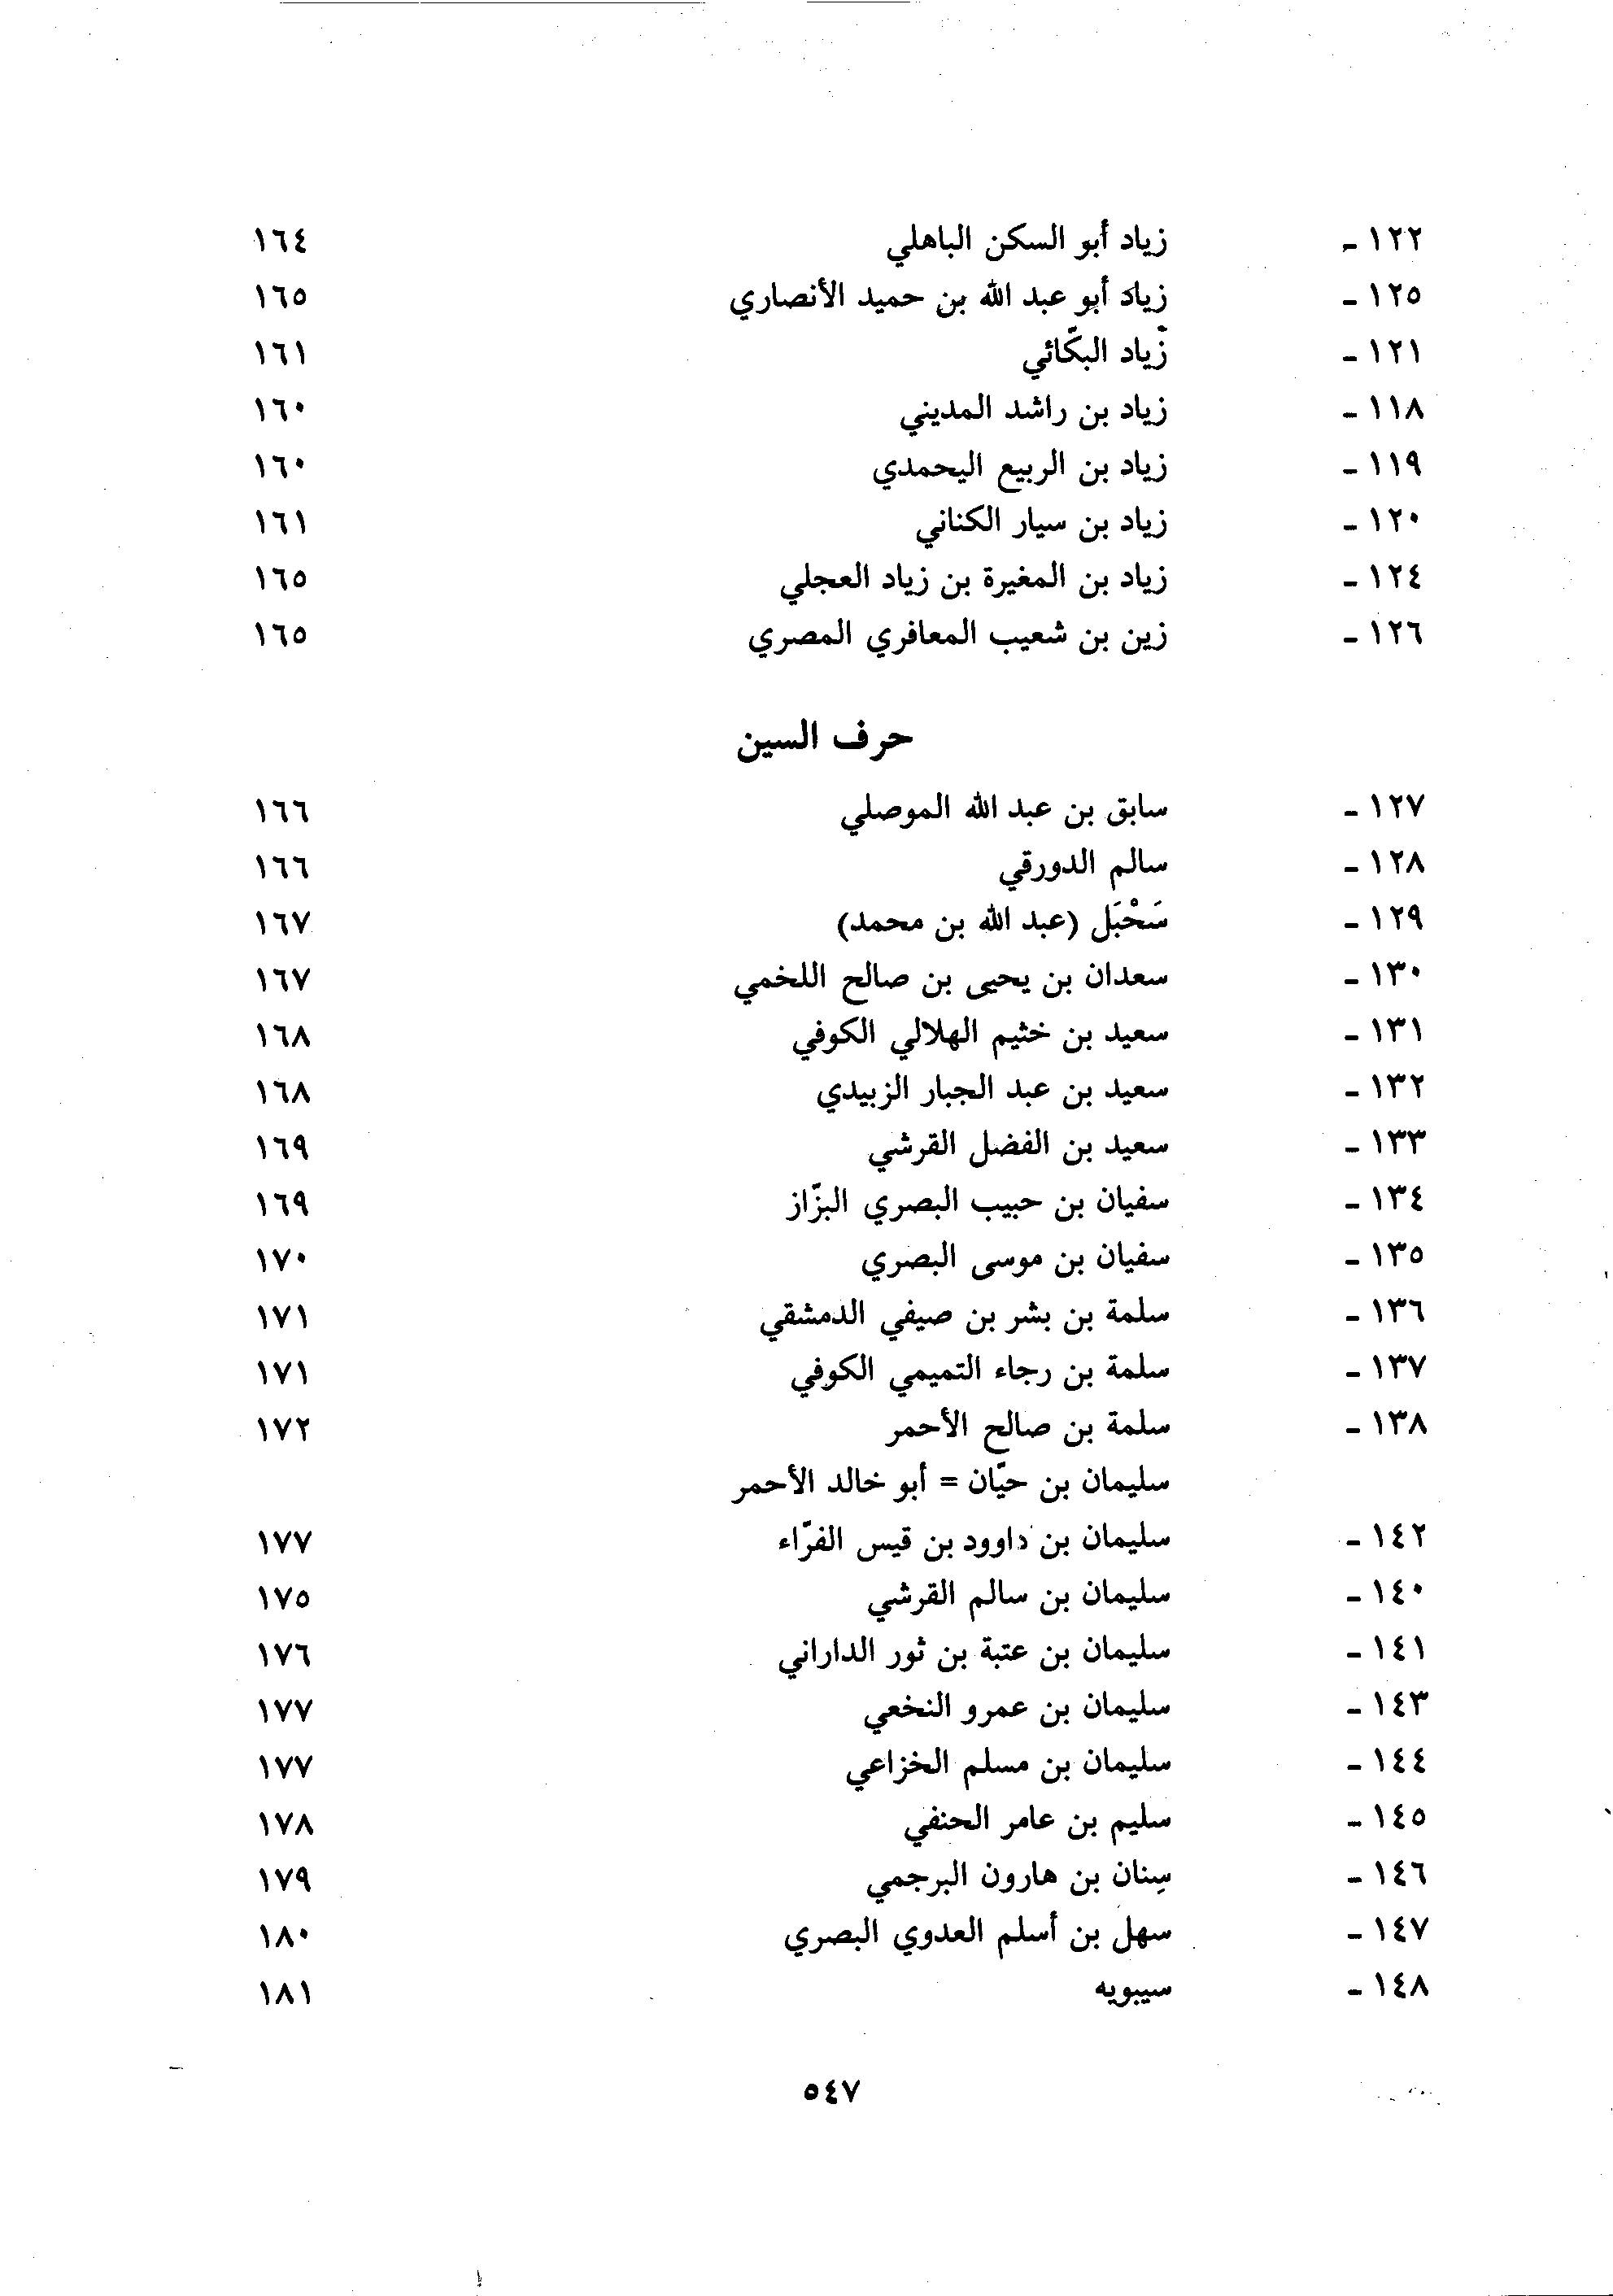 ١٢٢ - زياد أبو السكن الباهلي ١٦٤
١٢٥ - زياد أبو عبد الله بن حميد الأنصاري ١٦٥
١٢١ - زياد البكّائي ١٦١
١١٨ - زياد بن راشد المديني ١٦٠
١١٩ - زياد بن الربيع اليحمدي ١٦٠
١٢٠ - زياد بن سيار الكناني ١٦١
١٢٤ - زياد بن المغيرة بن زياد العجلي ١٦٥
١٢٦ - زين بن شعيب المعافري المصري ١٦٥
حرف السين
١٢٧ - سابق بن عبد الله الموصلي ١٦٦
١٢٨ - سالم الدورقي ١٦٦
١٢٩ - سَحْبَل (عبد الله بن محمد) ١٦٧
١٣٠ - سعدان بن يحيى بن صالح اللخمي ١٦٧
١٣١ - سعيد بن خثيم الهلالي الكوفي ١٦٨
١٣٢ - سعيد بن عبد الجبار الزبيدي ١٦٨
١٣٣ - سعيد بن الفضل القرشي ١٦٩
١٣٤ - سفيان بن حبيب البصري البزّاز ١٦٩
١٣٥ - سفيان بن موسى البصري ١٧٠
١٣٦ - سلمة بن بشر بن صيفي الدمشقي ١٧١
١٣٧ - سلمة بن رجاء التميمي الكوفي ١٧١
١٣٨ - سلمة بن صالح الأحمر ١٧٢
سليمان بن حيّان = أبو خالد الأحمر
١٤٢ - سليمان بن داوود بن قيس الفرّاء ١٧٧
١٤٠ - سليمان بن سالم القرشي ١٧٥
١٤١ - سليمان بن عتبة بن ثور الداراني ١٧٦
١٤٣ - سليمان بن عمرو النخعي ١٧٧
١٤٤ - سليمان بن مسلم الخزاعي ١٧٧
١٤٥ - سليم بن عامر الحنفي ١٧٨
١٤٦ - سِنان بن هارون البرجمي ١٧٩
١٤٧ - سهل بن أسلم العدوي البصري ١٨٠
١٤٨ - سيبويه ١٨١
٥٤٧